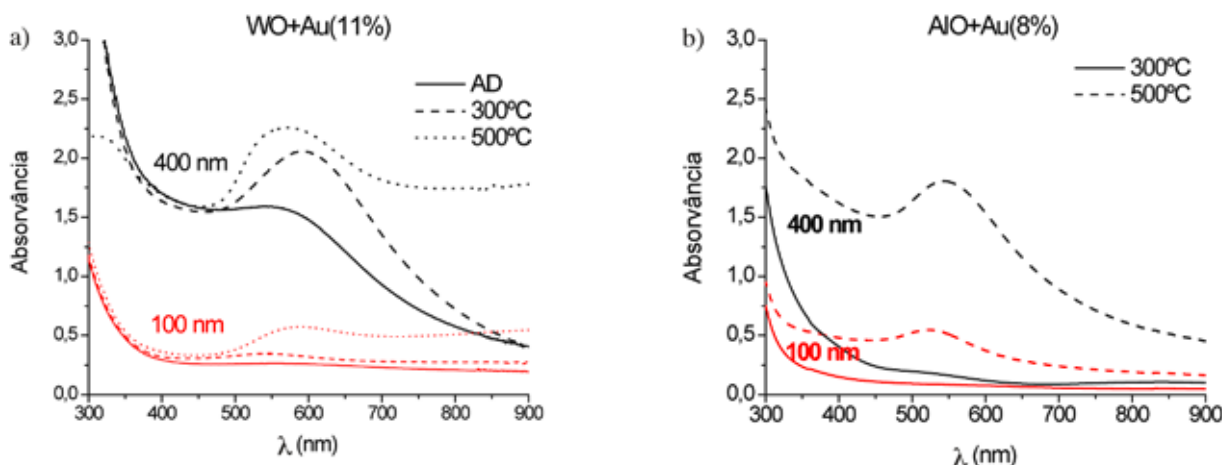 a)
WO+Au(11%)
3,0
2,5
2,0
1,5
1,0
0,5
0,0
Absorvância
AD
300ºC
500ºC
400 nm
100 nm
300 400 500 600 700 800 900
λ (nm)
b)
AlO+Au(8%)
3,0
2,5
2,
1,5
1,0
0,5
0,0
Absorvância
300ºC
500ºC
400 nm
100 nm
300 400 500 600 700 800 900
λ (nm)